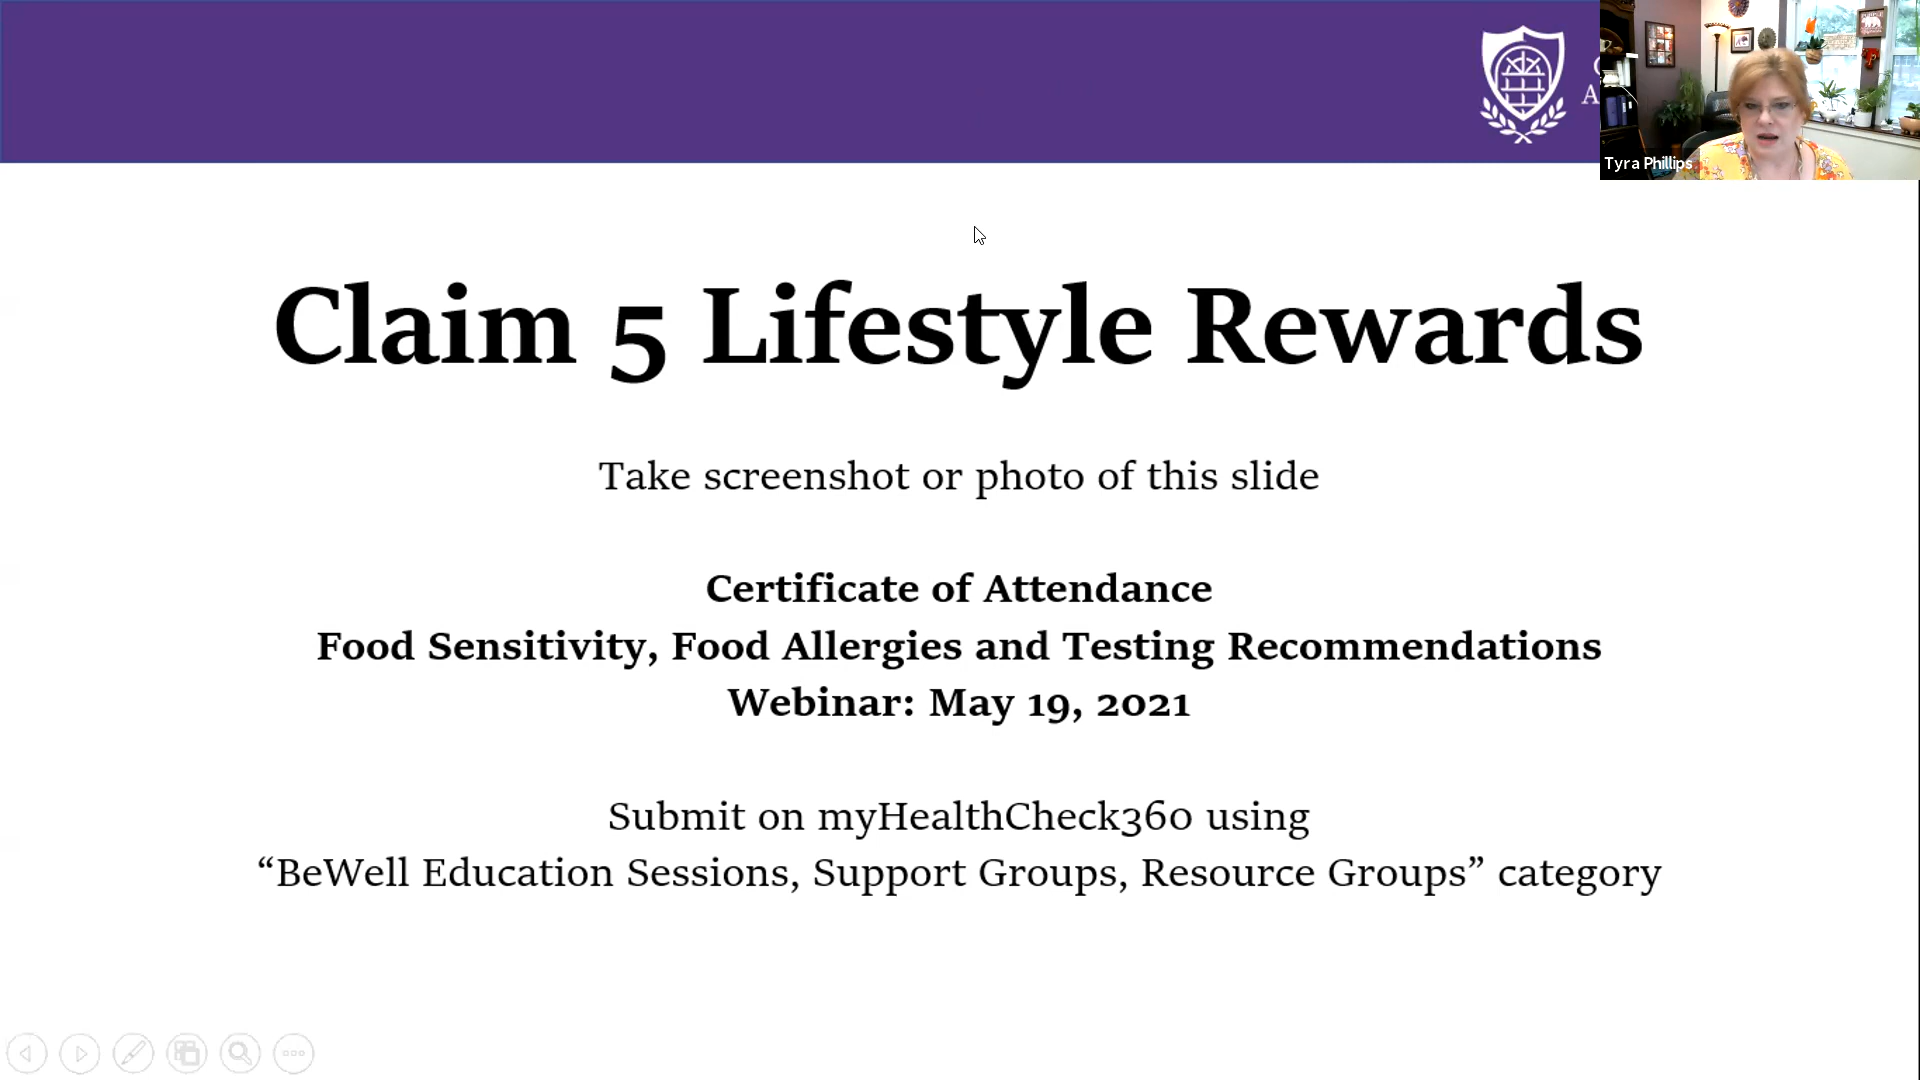 Tyra Phillips
Claim 5 Lifestyle Rewards
Take screenshot or photo of this slide
Certificate of Attendance
Food Sensitivity, Food Allergies and Testing Recommendations
Webinar: May 19, 2021
Submit on myHealthCheck360 using
“BeWell Education Sessions, Support Groups, Resource Groups” category